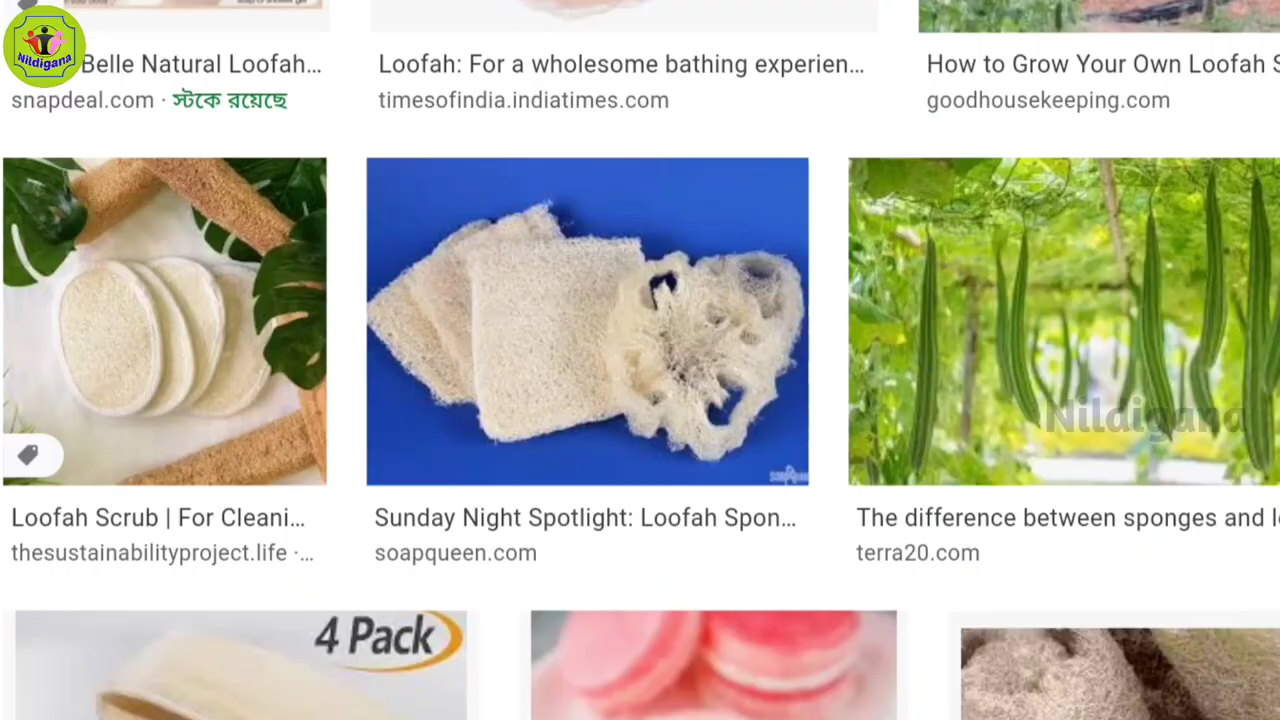 Nildigana
Belle Natural Loofah...
snapdeal.com · স্টকে রয়েছে
Loofah: For a wholesome bathing experien...
timesofindia.indiatimes.com
How to Grow Your Own Loofah S
goodhousekeeping.com
Nildigana
Loofah Scrub | For Cleani...
thesustainabilityproject.life ·...
Sunday Night Spotlight: Loofah Spon...
soapqueen.com
The difference between sponges and l
terra20.com
4 Pack